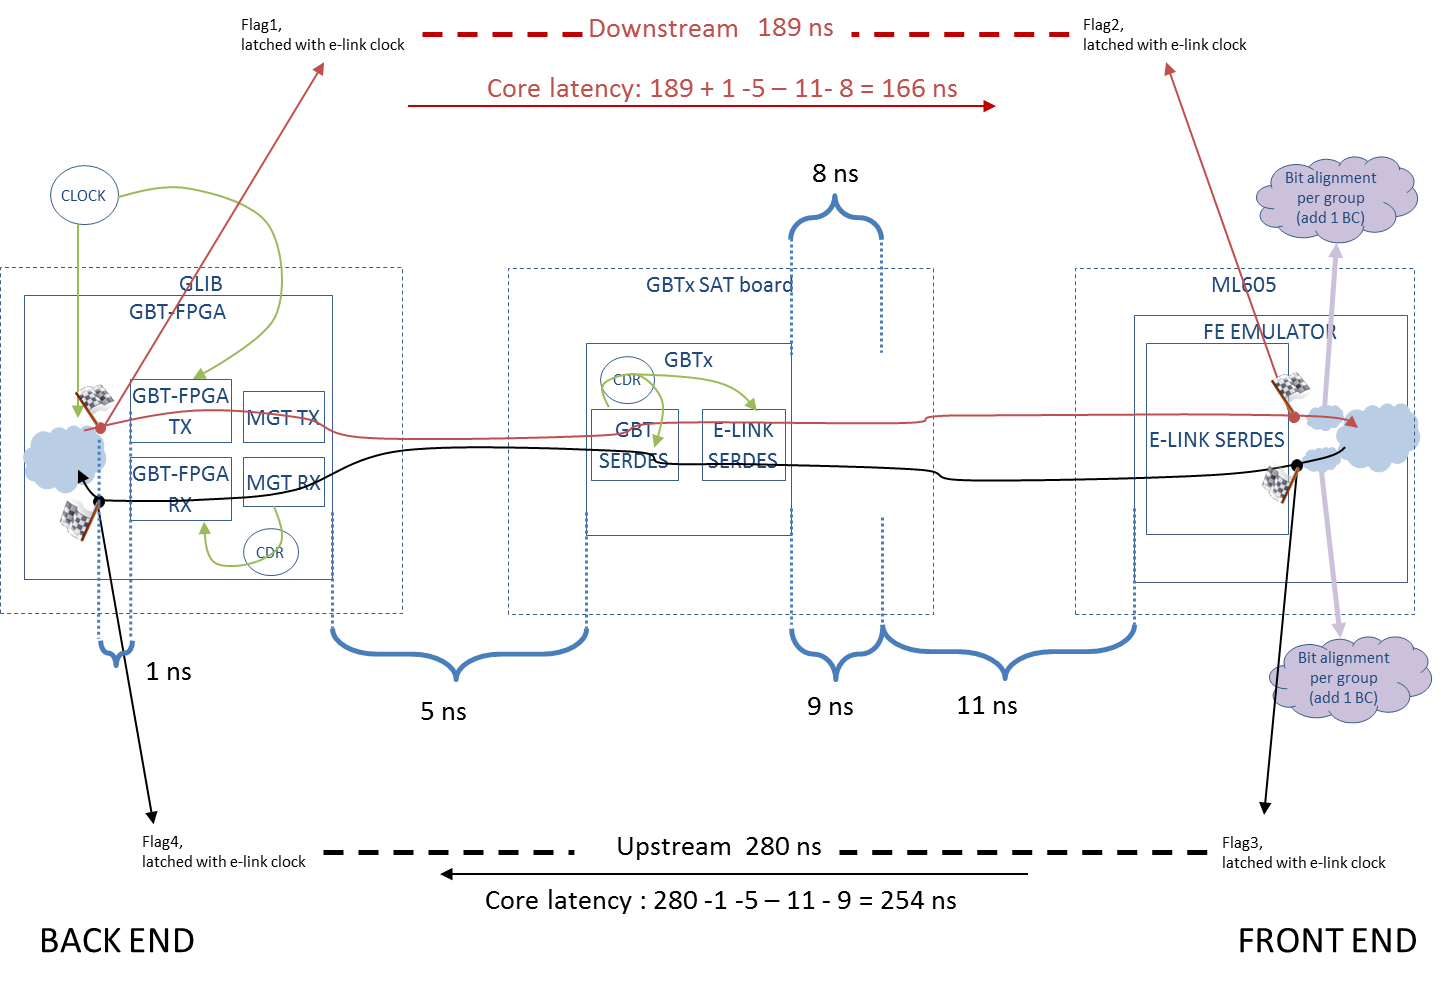 Flag1,
latched with e-link clock
Downstream 189 ns
Flag2,
latched with e-link clock
Core latency: 189 + 1 -5 – 11- 8 = 166 ns
8 ns
CLOCK
Bit alignment
per group
(add 1 BC)
GLIB
GBT-FPGA
GBTx SAT board
ML605
FE EMULATOR
GBTx
CDR
GBT-FPGA
TX
MGT TX
GBT
SERDES
E-LINK
SERDES
E-LINK SERDES
GBT-FPGA
RX
MGT RX
CDR
1 ns
5 ns
9 ns
11 ns
Bit alignment
per group
(add 1 BC)
Flag4,
latched with e-link clock
Upstream 280 ns
Flag3,
latched with e-link clock
Core latency : 280 -1 -5 – 11 - 9 = 254 ns
BACK END
FRONT END